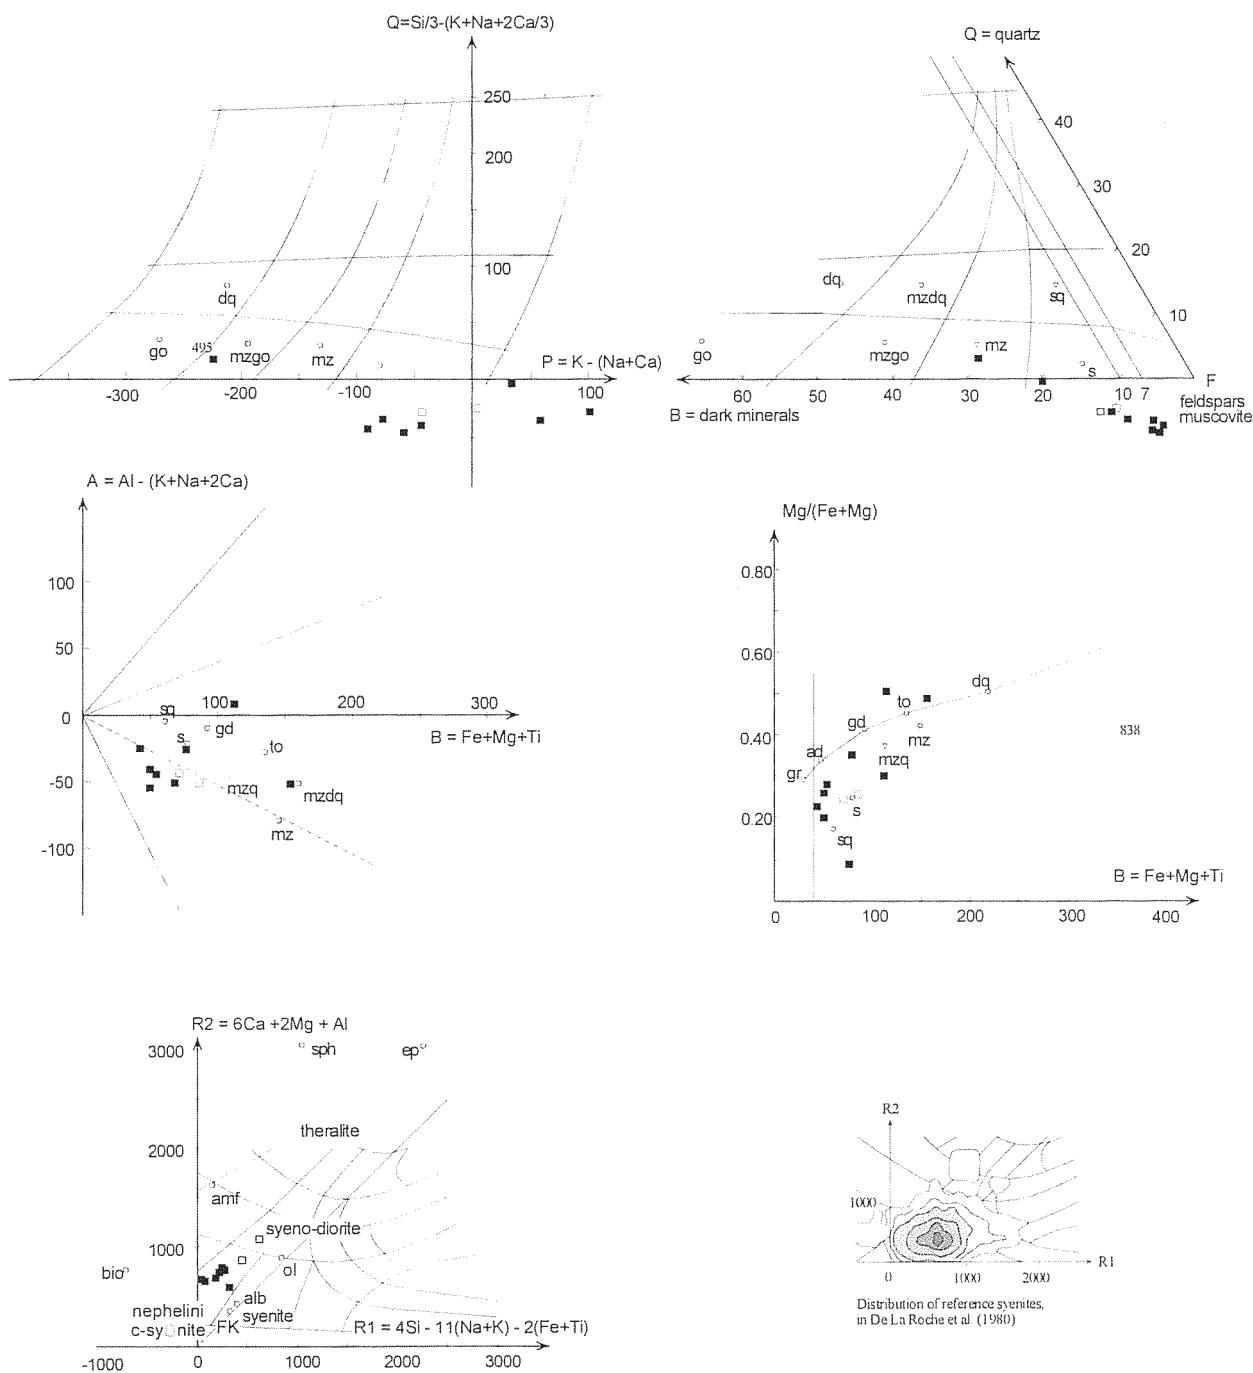 Q=Si/3-(K+Na+2Ca/3)
250
200
100
dq
go
495
mzgo
mz
P = K - (Na+Ca)
-300
-200
-100
100
Q = quartz
40
30
20
10
dq
mzdq
sq
go
mzgo
mz
s
F
60
50
40
30
20
10
7
feldspars
muscovite
B = dark minerals
A = Al - (K+Na+2Ca)
100
50
0
-50
-100
sq
100
200
300
s
gd
to
B = Fe+Mg+Ti
mzq
mzdq
mz
Mg/(Fe+Mg)
0.80
0.60
0.40
0.20
dq
to
gd
mz
838
ad
mzq
gr
s
sq
B = Fe+Mg+Ti
0
100
200
300
400
R2 = 6Ca +2Mg + Al
3000
sph
ep
theralite
2000
amf
syeno-diorite
1000
bio
ol
alb
nephelini
syenite
c-sy nite
FK
R1 = 4Si - 11(Na+K) - 2(Fe+Ti)
-1000
0
1000
2000
3000
R2
1000
R1
0
1000
2000
Distribution of reference syenites,
in De La Roche et al. (1980)